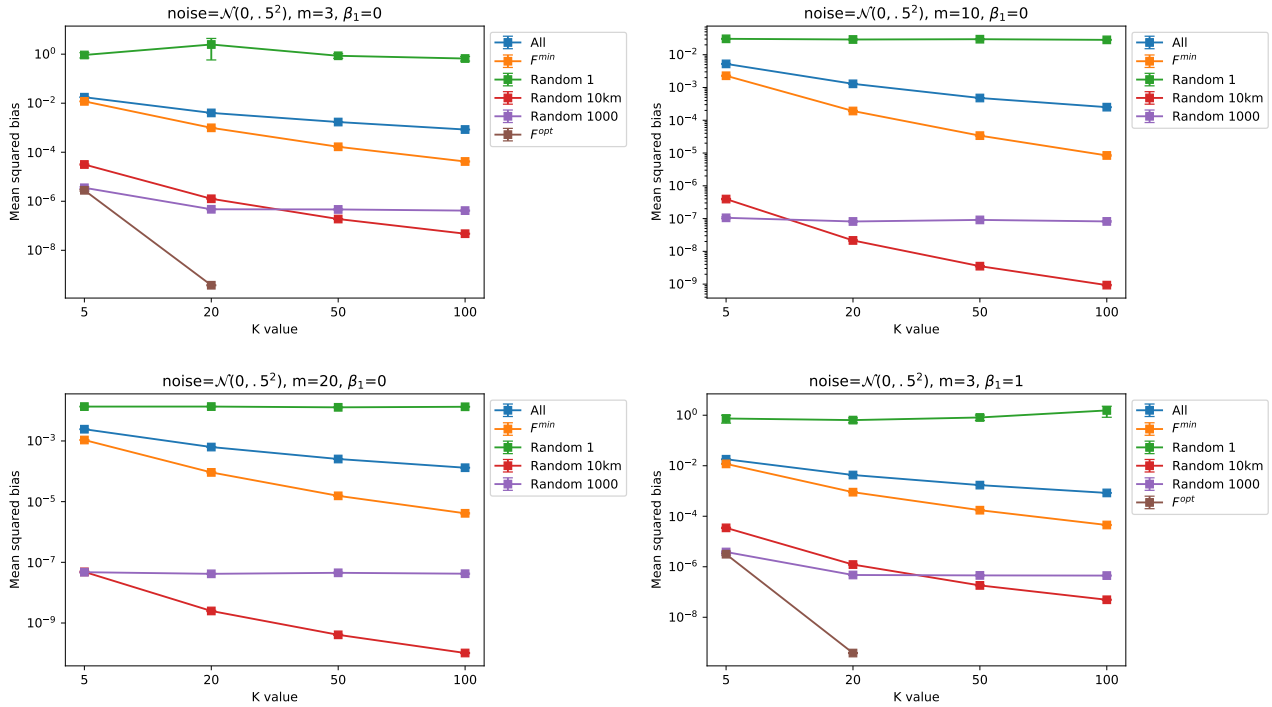 noise=𝒩(0, .5²), m=3, β₁=0
Mean squared bias
10⁰
10⁻²
10⁻⁴
10⁻⁶
10⁻⁸
5 20 50 100
K value
All
F^min
Random 1
Random 10km
Random 1000
F^opt
noise=𝒩(0, .5²), m=10, β₁=0
Mean squared bias
10⁻²
10⁻³
10⁻⁴
10⁻⁵
10⁻⁶
10⁻⁷
10⁻⁸
10⁻⁹
5 20 50 100
K value
All
F^min
Random 1
Random 10km
Random 1000
noise=𝒩(0, .5²), m=20, β₁=0
Mean squared bias
10⁻³
10⁻⁵
10⁻⁷
10⁻⁹
5 20 50 100
K value
All
F^min
Random 1
Random 10km
Random 1000
noise=𝒩(0, .5²), m=3, β₁=1
Mean squared bias
10⁰
10⁻²
10⁻⁴
10⁻⁶
10⁻⁸
5 20 50 100
K value
All
F^min
Random 1
Random 10km
Random 1000
F^opt